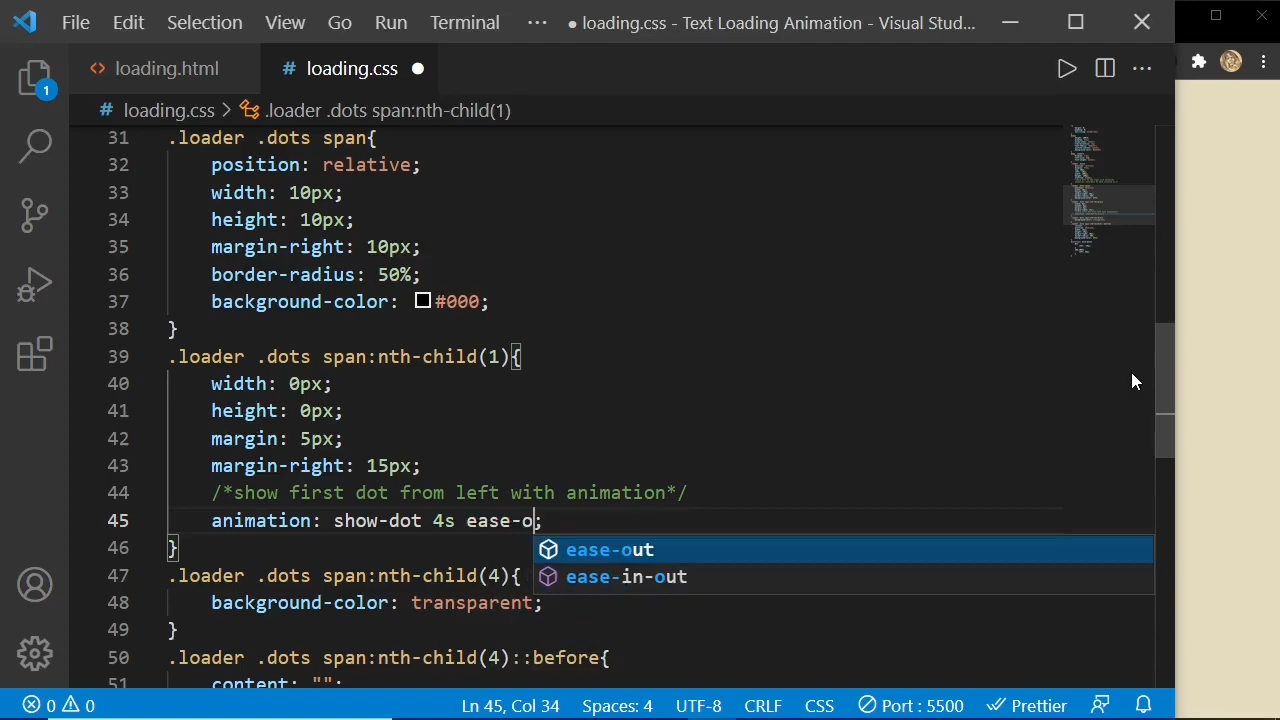 File Edit Selection View Go Run Terminal ··· ● loading.css - Text Loading Animation - Visual Stud...
<> loading.html # loading.css ●
1
# loading.css > .loader .dots span:nth-child(1)
31 .loader .dots span{
32 position: relative;
33 width: 10px;
34 height: 10px;
35 margin-right: 10px;
36 border-radius: 50%;
37 background-color: #000;
38 }
39 .loader .dots span:nth-child(1){
40 width: 0px;
41 height: 0px;
42 margin: 5px;
43 margin-right: 15px;
44 /*show first dot from left with animation*/
45 animation: show-dot 4s ease-o;
46 }
ease-out
ease-in-out
47 .loader .dots span:nth-child(4){
48 background-color: transparent;
49 }
50 .loader .dots span:nth-child(4)::before{
51 content: "";
0 0 Ln 45, Col 34 Spaces: 4 UTF-8 CRLF CSS Port : 5500 Prettier